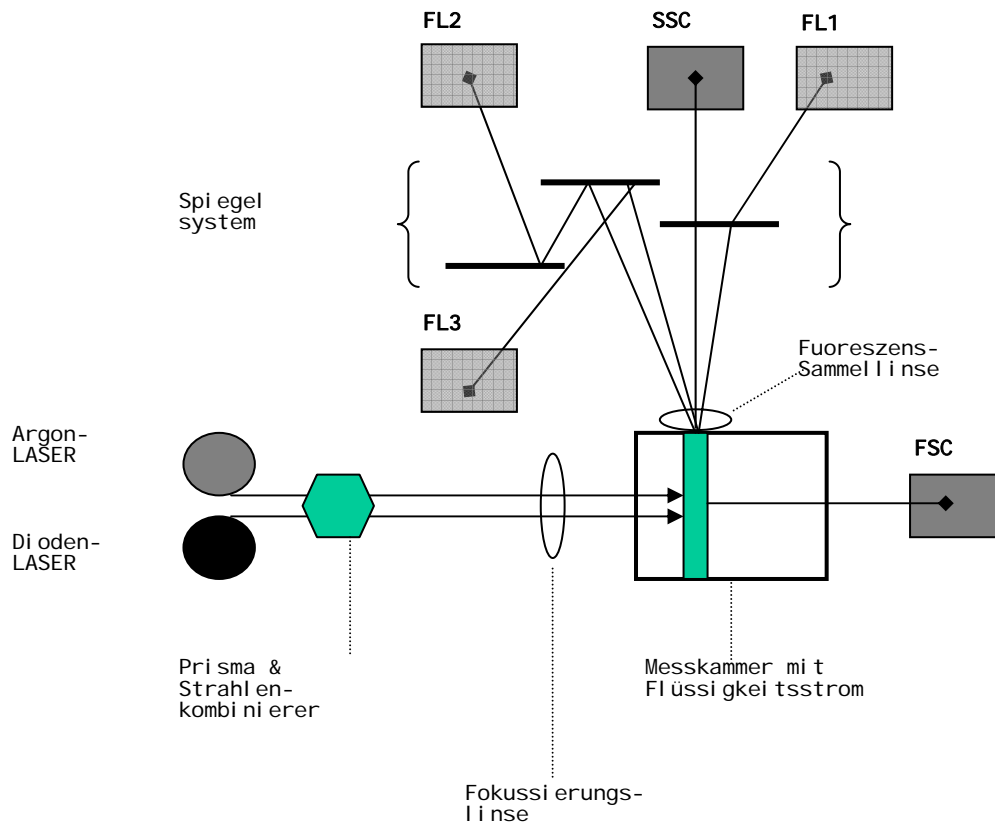 FL2
SSC
FL1
Spiegel
system
FL3
Fuoreszens-
Sammellinse
Argon-
LASER
FSC
Dioden-
LASER
Prisma &
Strahlen-
kombinierer
Messkammer mit
Flüssigkeitsstrom
Fokussierungs-
linse